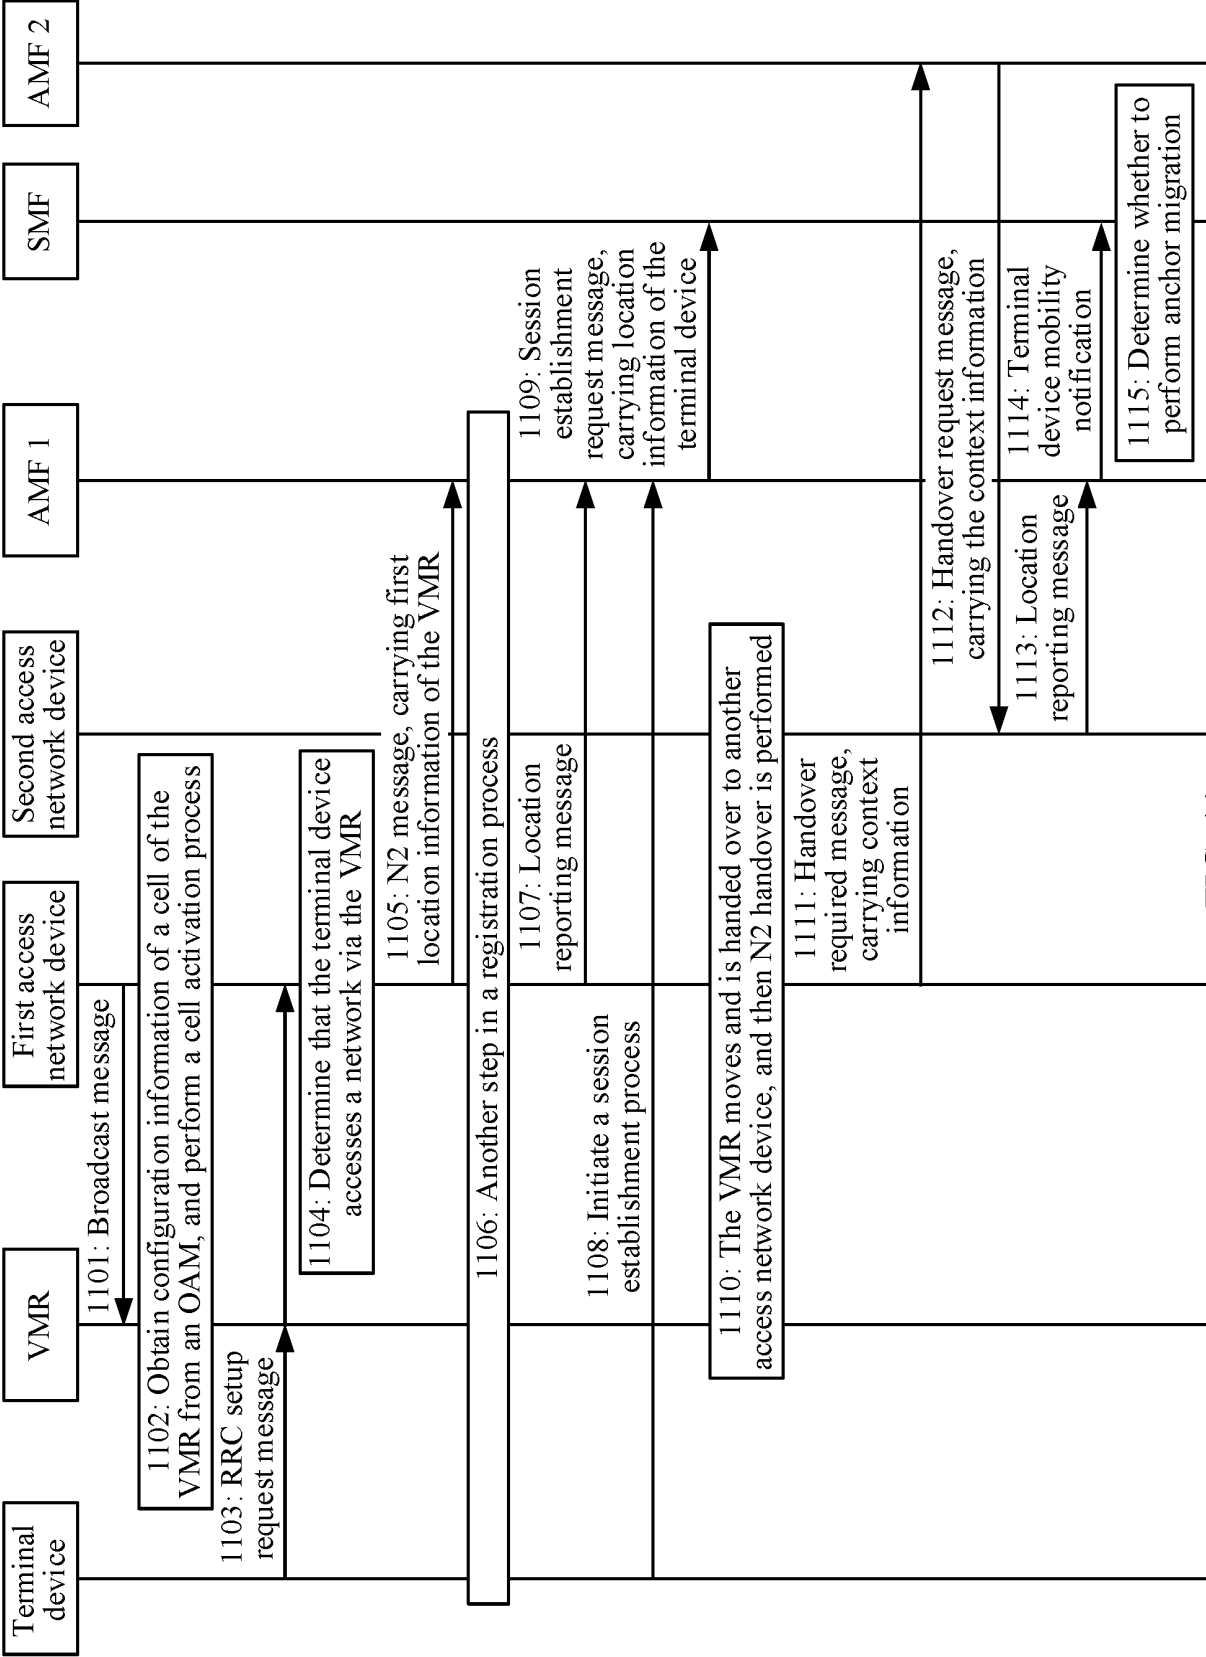 Terminal
device
VMR
First access
network device
Second access
network device
AMF 1
SMF
AMF 2
1101: Broadcast message
1102: Obtain configuration information of a cell of the
VMR from an OAM, and perform a cell activation process
1103: RRC setup
request message
1104: Determine that the terminal device
accesses a network via the VMR
1105: N2 message, carrying first
location information of the VMR
1106: Another step in a registration process
1107: Location
reporting message
1108: Initiate a session
establishment process
1109: Session
establishment
request message,
carrying location
information of the
terminal device
1110: The VMR moves and is handed over to another
access network device, and then N2 handover is performed
1111: Handover
required message,
carrying context
information
1112: Handover request message,
carrying the context information
1113: Location
reporting message
1114: Terminal
device mobility
notification
1115: Determine whether to
perform anchor migration